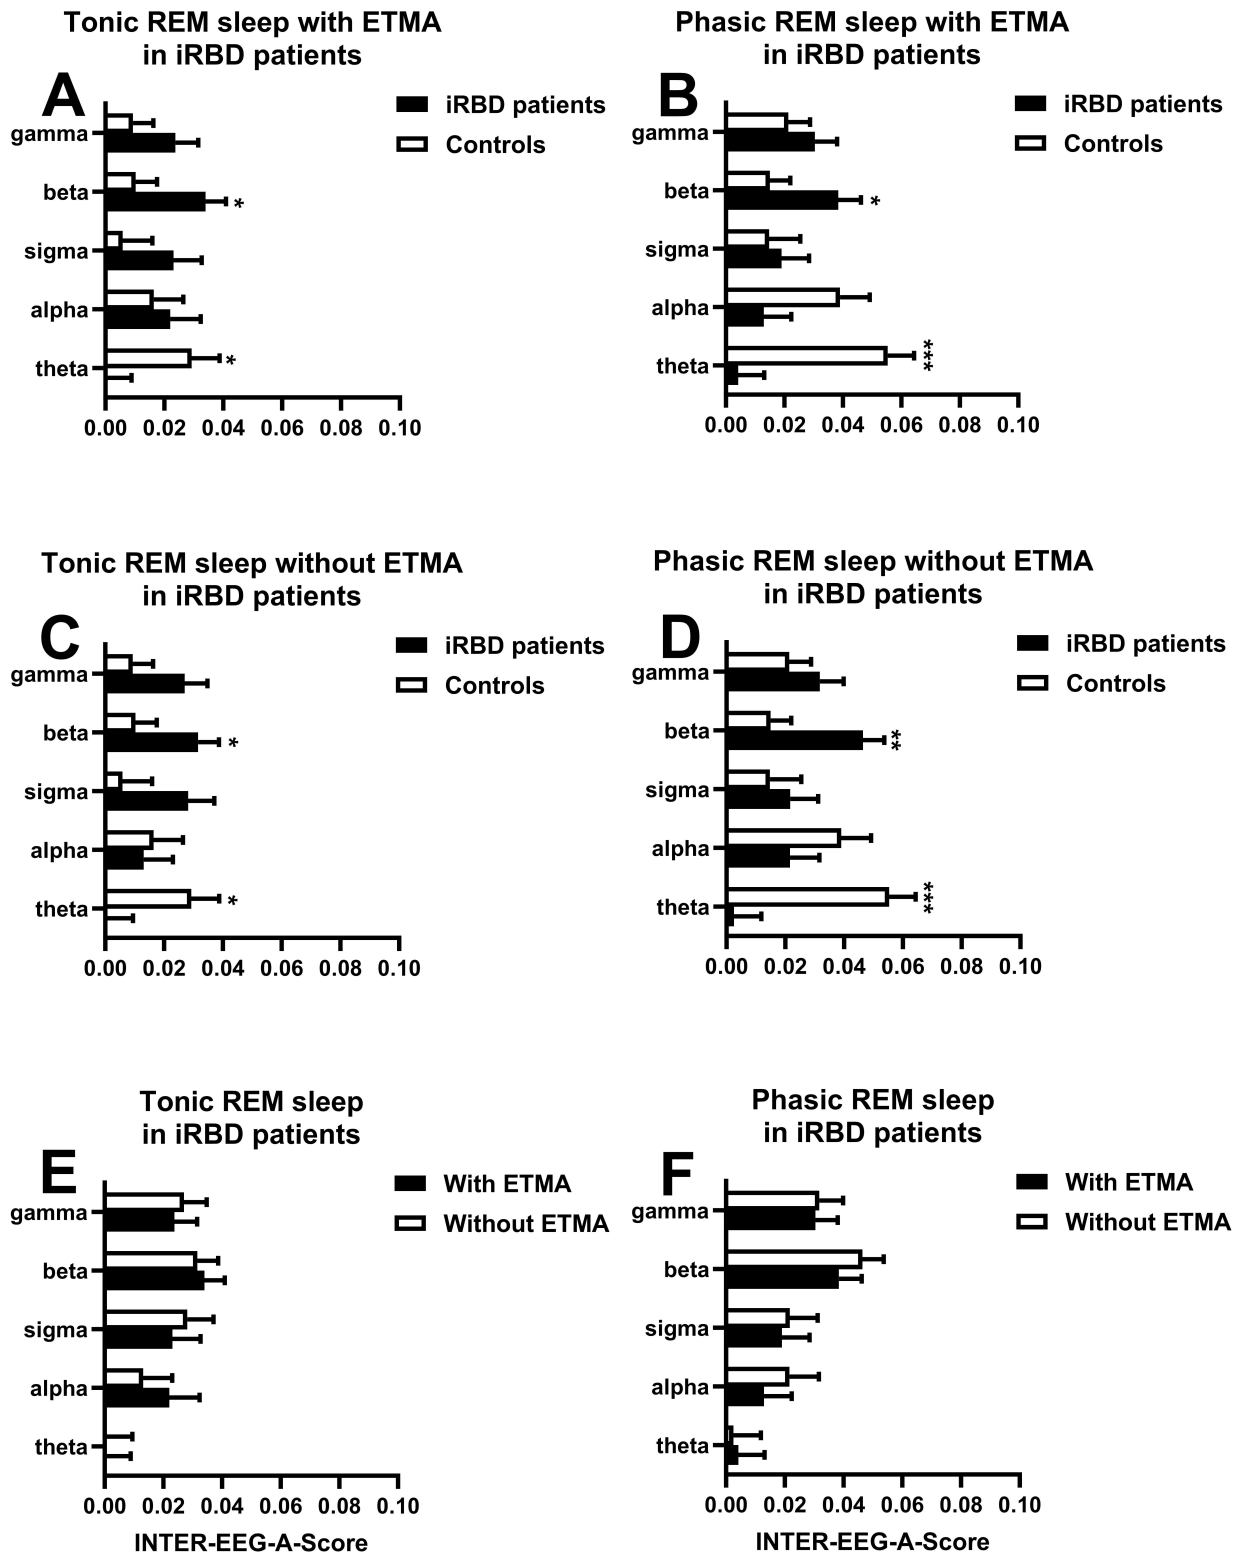 Tonic REM sleep with ETMA
in iRBD patients
A
iRBD patients
Controls
gamma
beta
*
sigma
alpha
theta
*
0.00 0.02 0.04 0.06 0.08 0.10
Phasic REM sleep with ETMA
in iRBD patients
B
iRBD patients
Controls
gamma
beta
*
sigma
alpha
theta
***
0.00 0.02 0.04 0.06 0.08 0.10
Tonic REM sleep without ETMA
in iRBD patients
C
iRBD patients
Controls
gamma
beta
*
sigma
alpha
theta
*
0.00 0.02 0.04 0.06 0.08 0.10
Phasic REM sleep without ETMA
in iRBD patients
D
iRBD patients
Controls
gamma
beta
**
sigma
alpha
theta
***
0.00 0.02 0.04 0.06 0.08 0.10
Tonic REM sleep
in iRBD patients
E
With ETMA
Without ETMA
gamma
beta
sigma
alpha
theta
0.00 0.02 0.04 0.06 0.08 0.10
INTER-EEG-A-Score
Phasic REM sleep
in iRBD patients
F
With ETMA
Without ETMA
gamma
beta
sigma
alpha
theta
0.00 0.02 0.04 0.06 0.08 0.10
INTER-EEG-A-Score